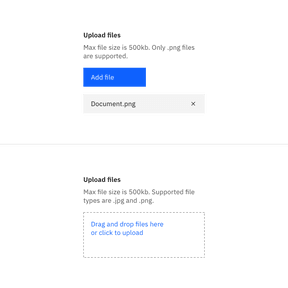 Upload files
Max file size is 500kb. Only .png files
are supported.
Add file
Document.png
Upload files
Max file size is 500kb. Supported file
types are .jpg and .png.
Drag and drop files here
or click to upload